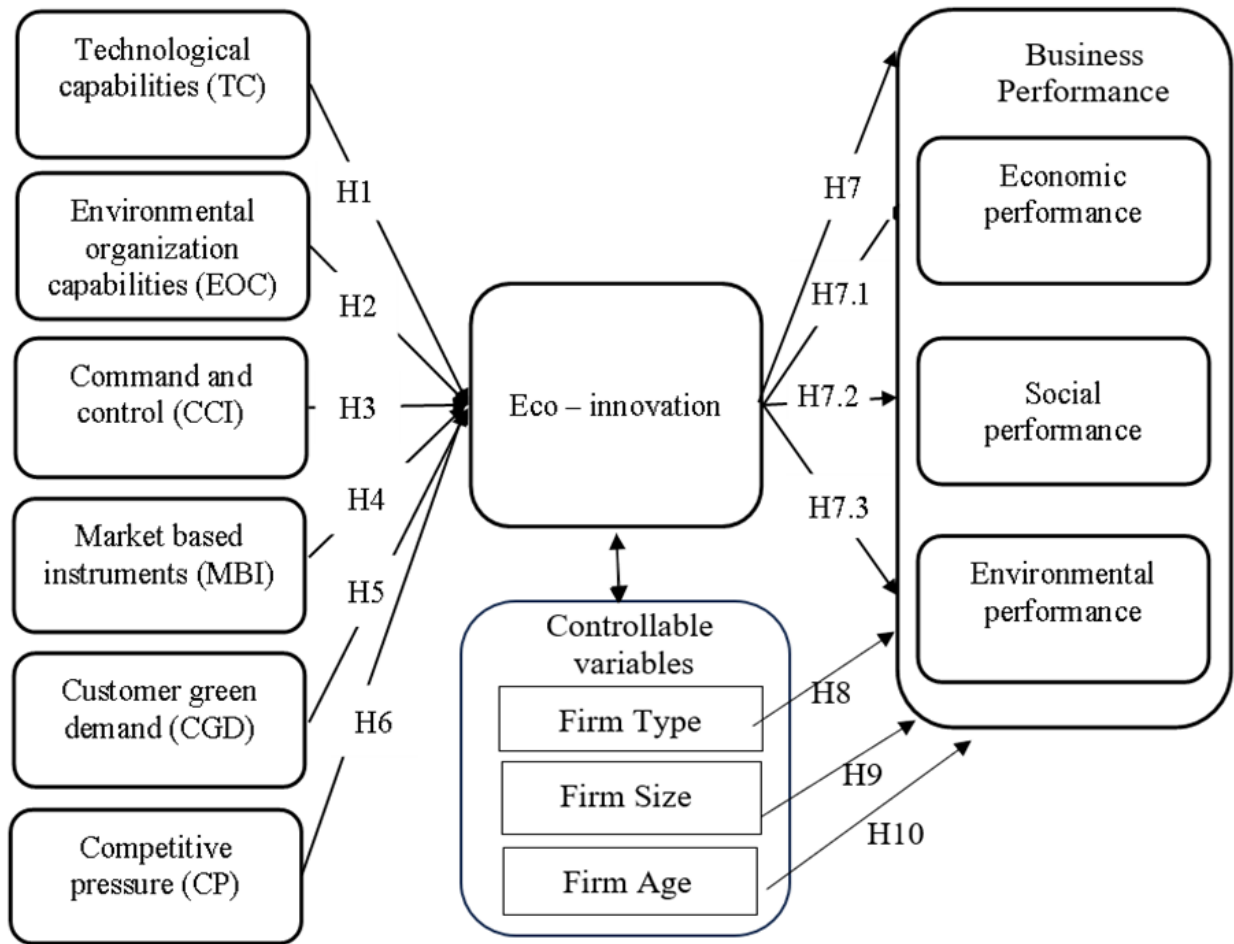 Technological
capabilities (TC)
Environmental
organization
capabilities (EOC)
Command and
control (CCI)
Market based
instruments (MBI)
Customer green
demand (CGD)
Competitive
pressure (CP)
H1
H2
H3
H4
H5
H6
Eco – innovation
Controllable
variables
Firm Type
Firm Size
Firm Age
H7
H7.1
H7.2
H7.3
H8
H9
H10
Business
Performance
Economic
performance
Social
performance
Environmental
performance